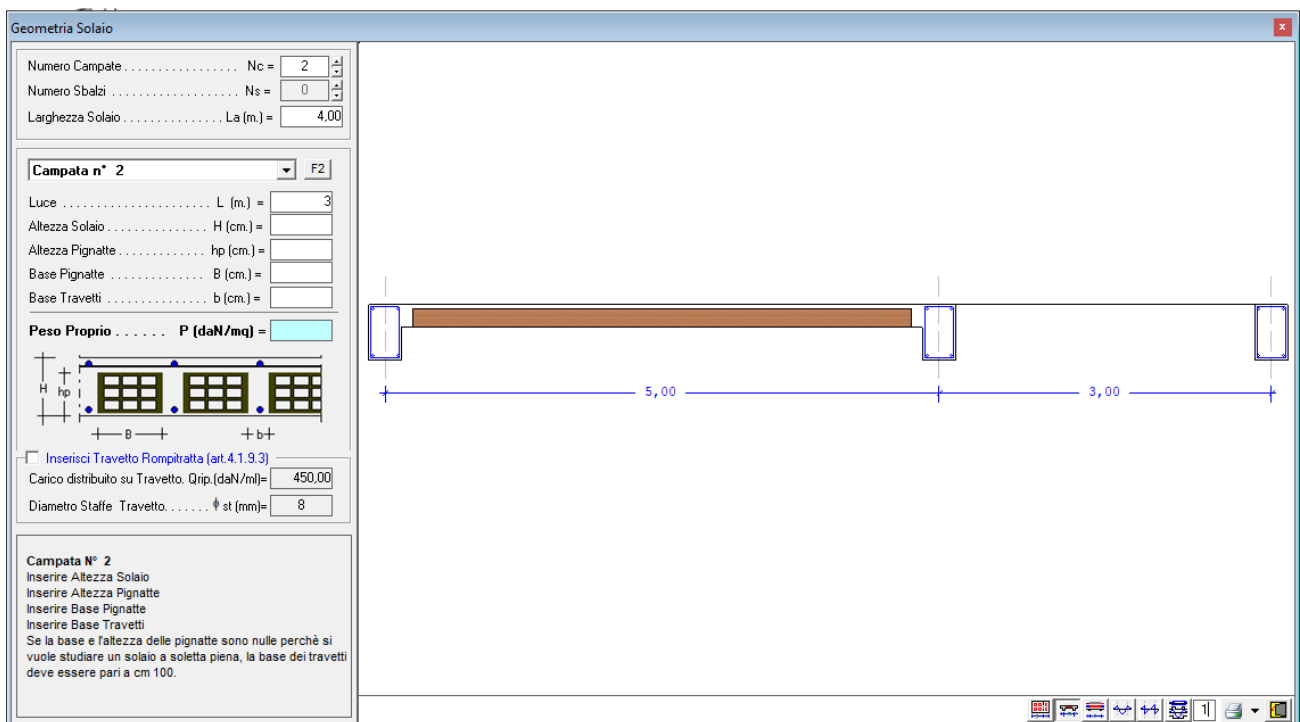 Geometria Solaio
x
Numero Campate . . . . . . . . . . . . . . . . . Nc = 2
Numero Sbalzi . . . . . . . . . . . . . . . . . . . Ns = 0
Larghezza Solaio . . . . . . . . . . . . . . . La (m.) = 4,00
Campata n° 2 F2
Luce . . . . . . . . . . . . . . . . . . . . . . L (m.) = 3
Altezza Solaio . . . . . . . . . . . . . . . H (cm.) =
Altezza Pignatte . . . . . . . . . . . . . hp (cm.) =
Base Pignatte . . . . . . . . . . . . . . B (cm.) =
Base Travetti . . . . . . . . . . . . . . . b (cm.) =
Peso Proprio . . . . . . P (daN/mq) =
H hp
B b
Inserisci Travetto Rompitratta (art.4.1.9.3)
Carico distribuito su Travetto. Qrip.(daN/ml)= 450,00
Diametro Staffe Travetto. . . . . . . ϕ st (mm)= 8
Campata N° 2
Inserire Altezza Solaio
Inserire Altezza Pignatte
Inserire Base Pignatte
Inserire Base Travetti
Se la base e l'altezza delle pignatte sono nulle perchè si
vuole studiare un solaio a soletta piena, la base dei travetti
deve essere pari a cm 100.
5,00 3,00
1